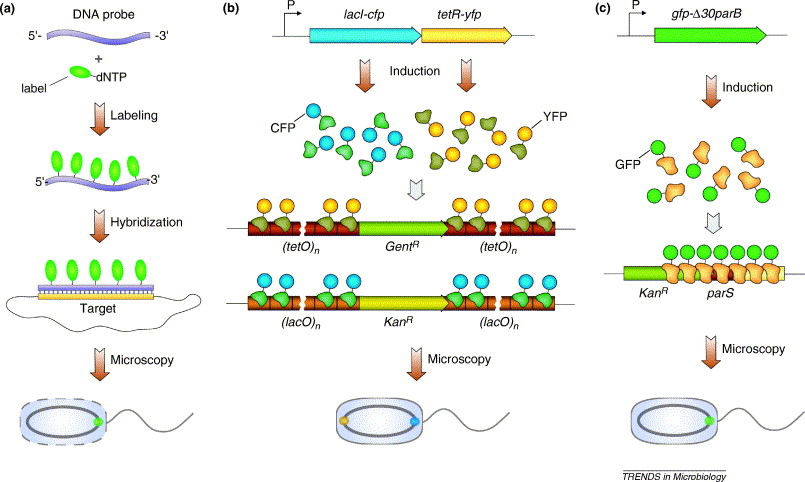 (a)
DNA probe
5'- -3'
+
dNTP
label
Labeling
5'- -3'
Hybridization
Target
Microscopy
(b)
P
lacI-cfp tetR-yfp
Induction
CFP YFP
(tetO)n GentR (tetO)n
(lacO)n KanR (lacO)n
Microscopy
(c)
P
gfp-Δ30parB
Induction
GFP
KanR parS
Microscopy
TRENDS in Microbiology